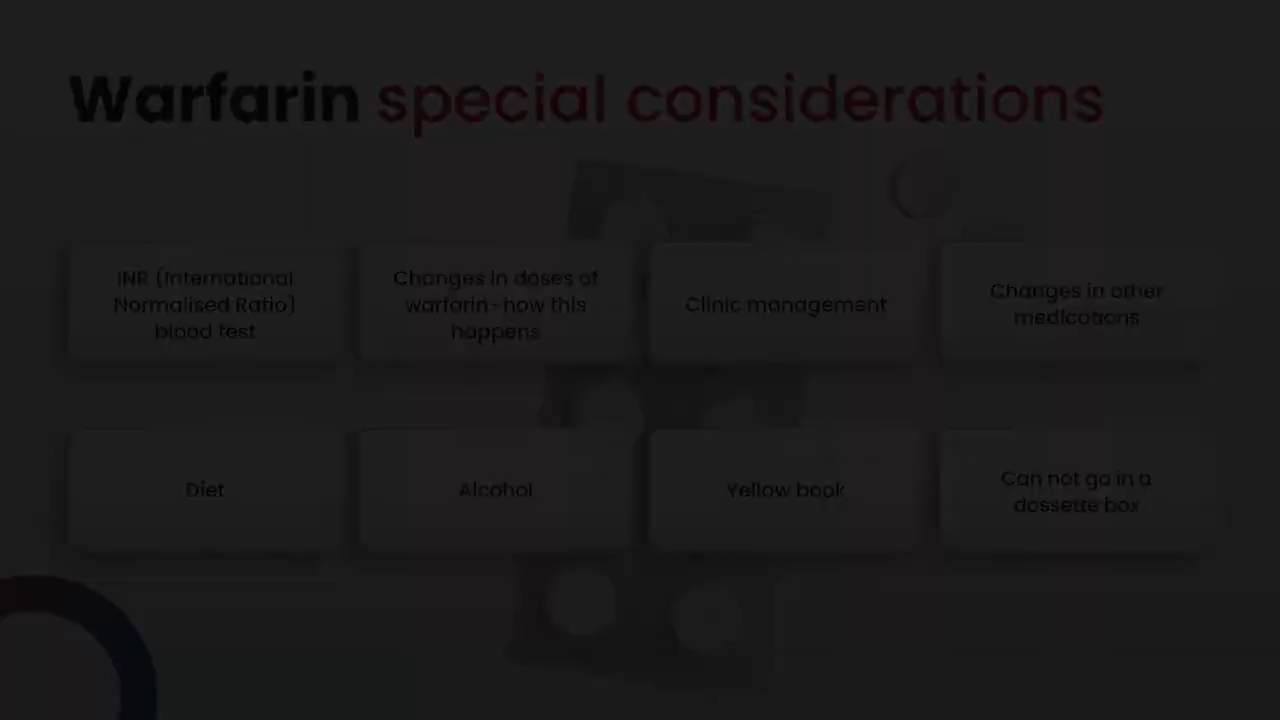 Warfarin special considerations
INR (International
Normalised Ratio)
blood test
Changes in doses of
warfarin - how this
happens
Clinic management
Changes in other
medications
Diet
Alcohol
Yellow book
Can not go in a
dossette box